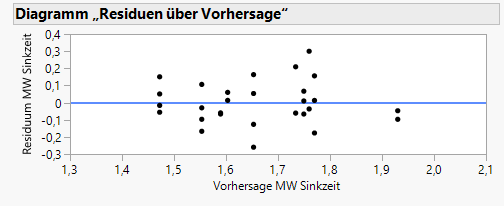 Diagramm „Residuen über Vorhersage“
Residuum MW Sinkzeit
0,4
0,3
0,2
0,1
0
-0,1
-0,2
-0,3
1,3 1,4 1,5 1,6 1,7 1,8 1,9 2,0 2,1
Vorhersage MW Sinkzeit